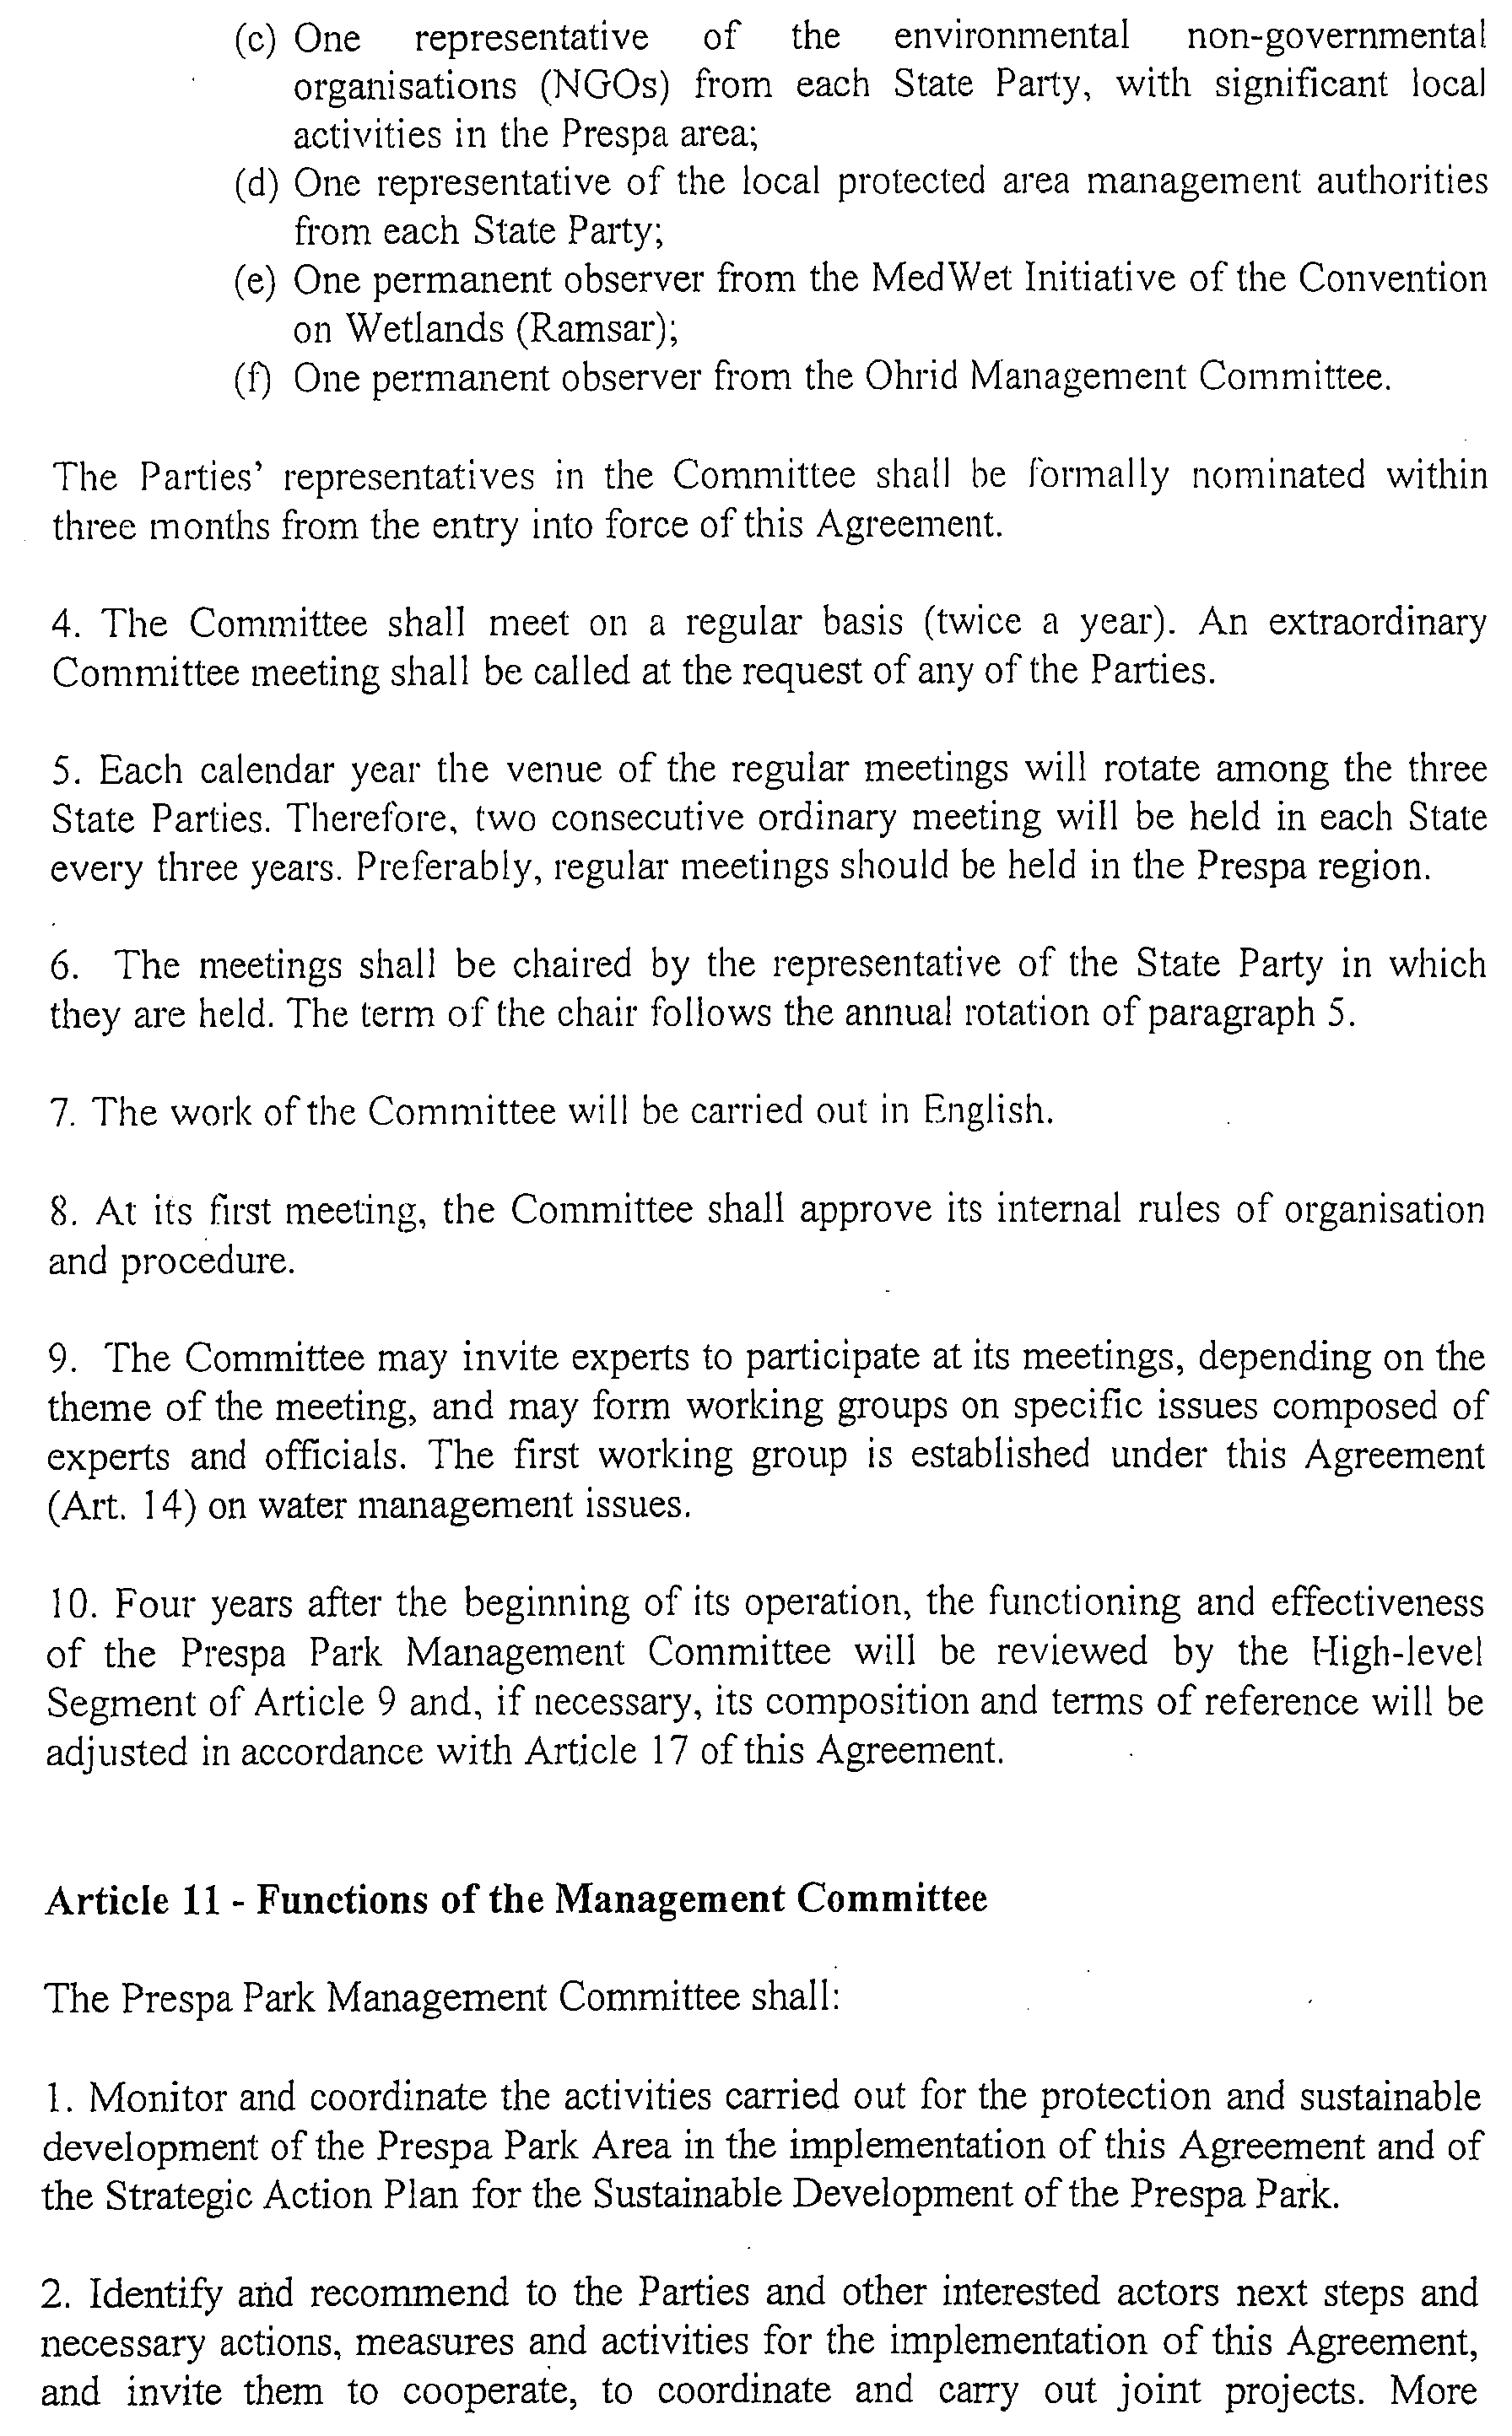 (c) One representative of the environmental non-governmental
organisations (NGOs) from each State Party, with significant local
activities in the Prespa area;
(d) One representative of the local protected area management authorities
from each State Party;
(e) One permanent observer from the MedWet Initiative of the Convention
on Wetlands (Ramsar);
(f) One permanent observer from the Ohrid Management Committee.
The Parties' representatives in the Committee shall be formally nominated within
three months from the entry into force of this Agreement.
4. The Committee shall meet on a regular basis (twice a year). An extraordinary
Committee meeting shall be called at the request of any of the Parties.
5. Each calendar year the venue of the regular meetings will rotate among the three
State Parties. Therefore, two consecutive ordinary meeting will be held in each State
every three years. Preferably, regular meetings should be held in the Prespa region.
6. The meetings shall be chaired by the representative of the State Party in which
they are held. The term of the chair follows the annual rotation of paragraph 5.
7. The work of the Committee will be carried out in English.
8. At its first meeting, the Committee shall approve its internal rules of organisation
and procedure.
9. The Committee may invite experts to participate at its meetings, depending on the
theme of the meeting, and may form working groups on specific issues composed of
experts and officials. The first working group is established under this Agreement
(Art. 14) on water management issues.
10. Four years after the beginning of its operation, the functioning and effectiveness
of the Prespa Park Management Committee will be reviewed by the High-level
Segment of Article 9 and, if necessary, its composition and terms of reference will be
adjusted in accordance with Article 17 of this Agreement.
Article 11 - Functions of the Management Committee
The Prespa Park Management Committee shall:
1. Monitor and coordinate the activities carried out for the protection and sustainable
development of the Prespa Park Area in the implementation of this Agreement and of
the Strategic Action Plan for the Sustainable Development of the Prespa Park.
2. Identify and recommend to the Parties and other interested actors next steps and
necessary actions, measures and activities for the implementation of this Agreement,
and invite them to cooperate, to coordinate and carry out joint projects. More